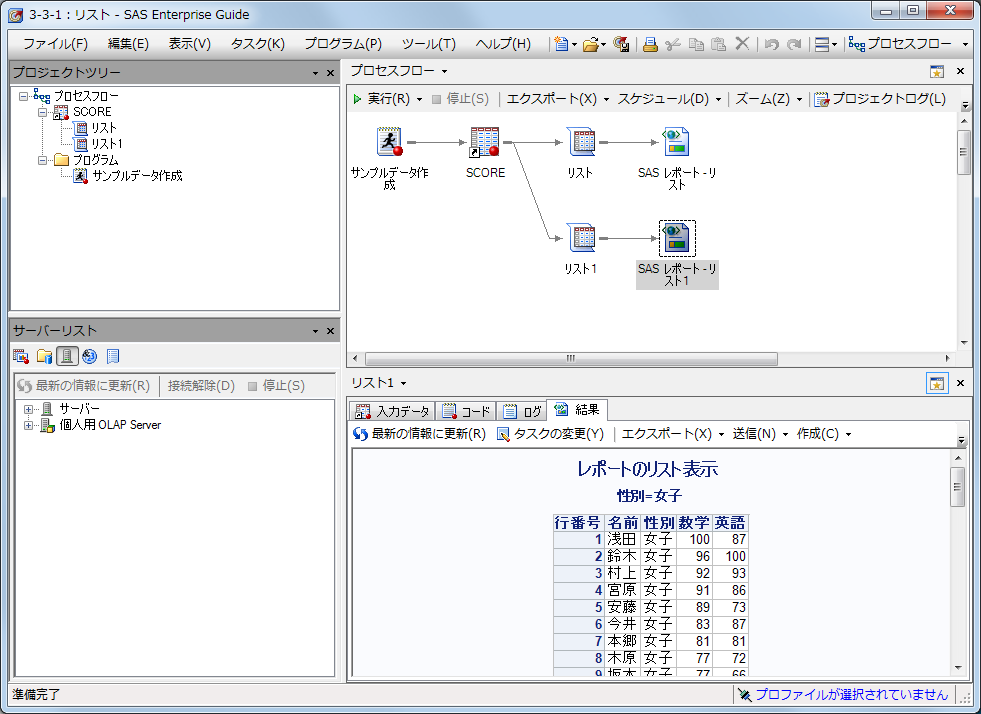 3-3-1：リスト - SAS Enterprise Guide
ファイル(F) 編集(E) 表示(V) タスク(K) プログラム(P) ツール(T) ヘルプ(H) プロセスフロー
プロジェクトツリー
プロセスフロー
SCORE
リスト
リスト1
プログラム
サンプルデータ作成
サーバーリスト
最新の情報に更新(R) 接続解除(D) 停止(S)
サーバー
個人用 OLAP Server
プロセスフロー
実行(R) 停止(S) エクスポート(X) スケジュール(D) ズーム(Z) プロジェクトログ(L)
サンプルデータ作
成
SCORE
リスト
SAS レポート - リ
スト
リスト1
SAS レポート - リ
スト1
リスト1
入力データ コード ログ 結果
最新の情報に更新(R) タスクの変更(Y) エクスポート(X) 送信(N) 作成(C)
レポートのリスト表示
性別=女子
行番号 名前 性別 数学 英語
1 浅田 女子 100 87
2 鈴木 女子 96 100
3 村上 女子 92 93
4 宮原 女子 91 86
5 安藤 女子 89 73
6 今井 女子 83 87
7 本郷 女子 81 81
8 木原 女子 77 72
9 坂本 女子 77 66
準備完了
プロファイルが選択されていません